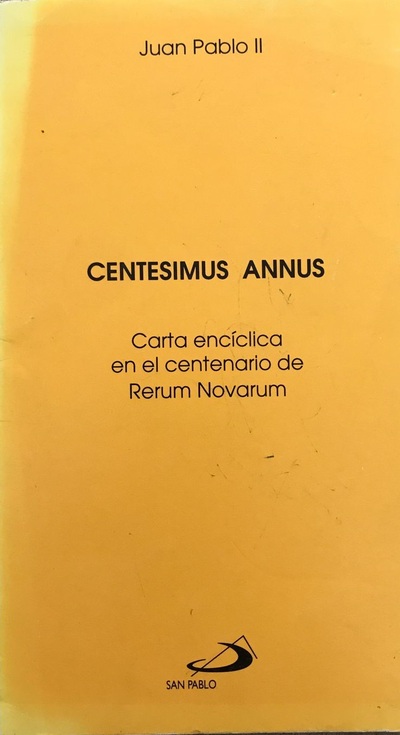 Juan Pablo II
CENTESIMUS ANNUS
Carta encíclica
en el centenario de
Rerum Novarum
SAN PABLO